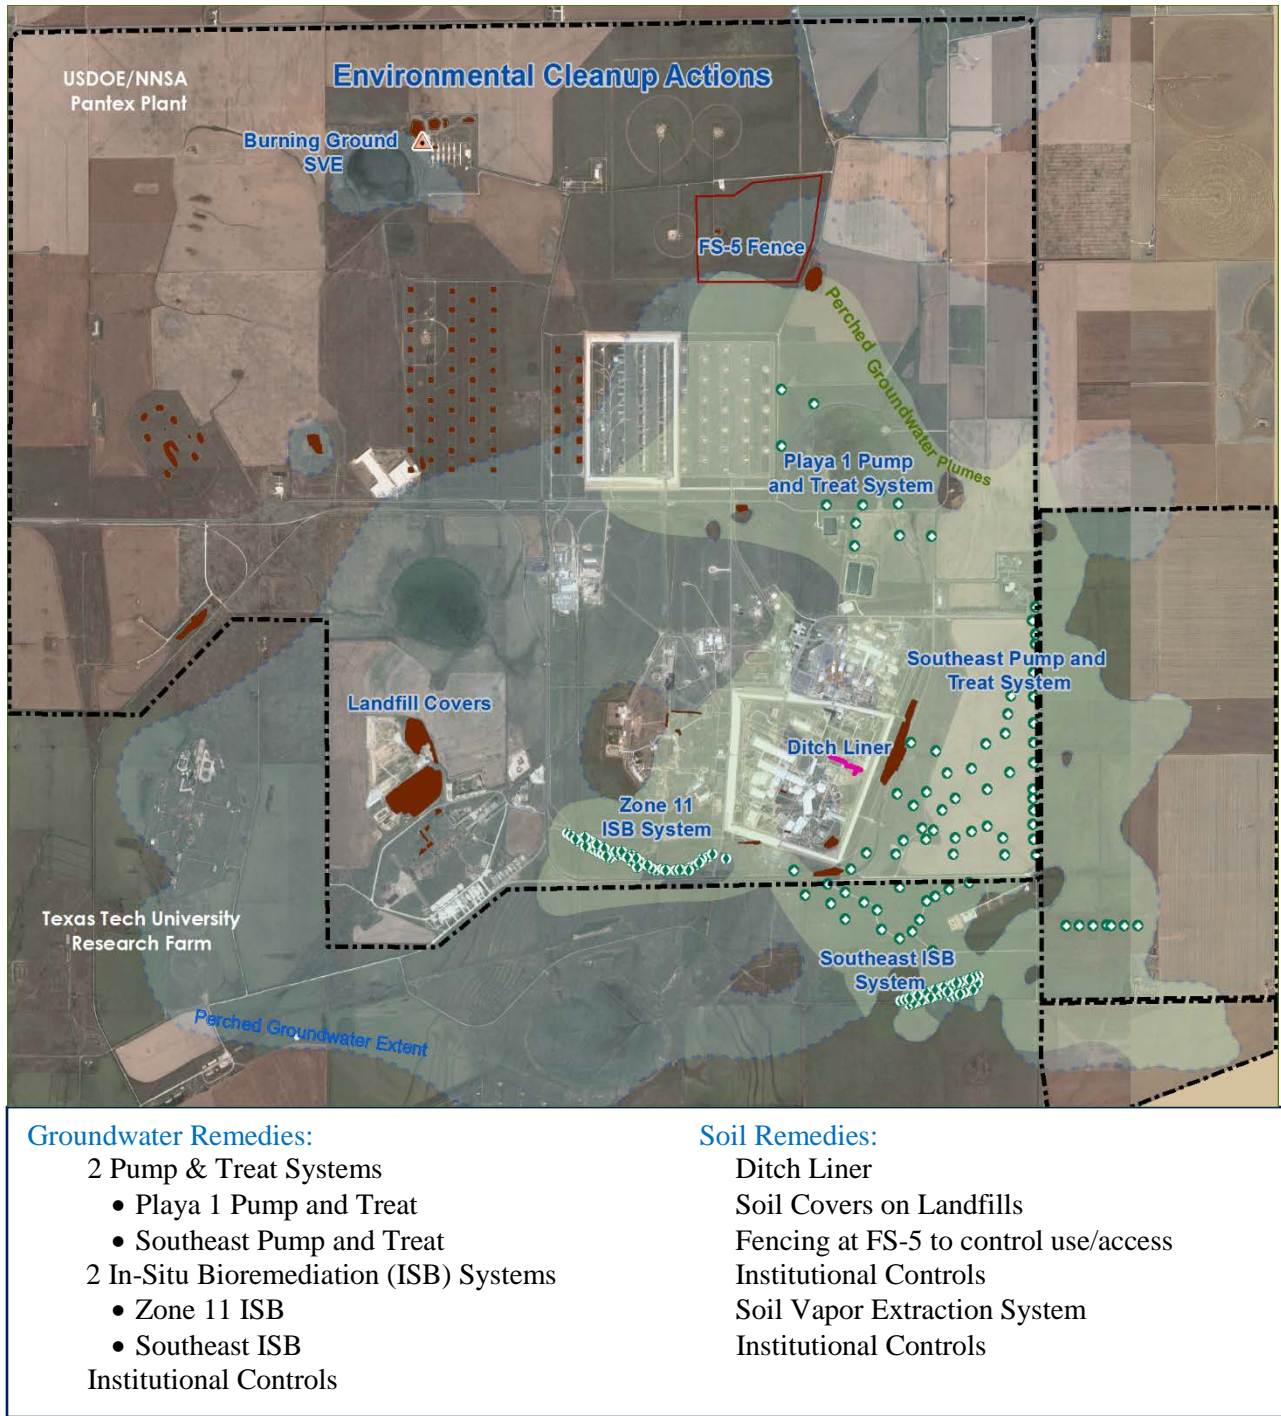 USDOE/NNSA
Pantex Plant
Environmental Cleanup Actions
Burning Ground
SVE
FS-5 Fence
Perched Groundwater Plumes
Playa 1 Pump
and Treat System
Southeast Pump and
Treat System
Landfill Covers
Ditch Liner
Zone 11
ISB System
Texas Tech University
Research Farm
Southeast ISB
System
Perched Groundwater Extent
Groundwater Remedies:
2 Pump & Treat Systems
• Playa 1 Pump and Treat
• Southeast Pump and Treat
2 In-Situ Bioremediation (ISB) Systems
• Zone 11 ISB
• Southeast ISB
Institutional Controls
Soil Remedies:
Ditch Liner
Soil Covers on Landfills
Fencing at FS-5 to control use/access
Institutional Controls
Soil Vapor Extraction System
Institutional Controls